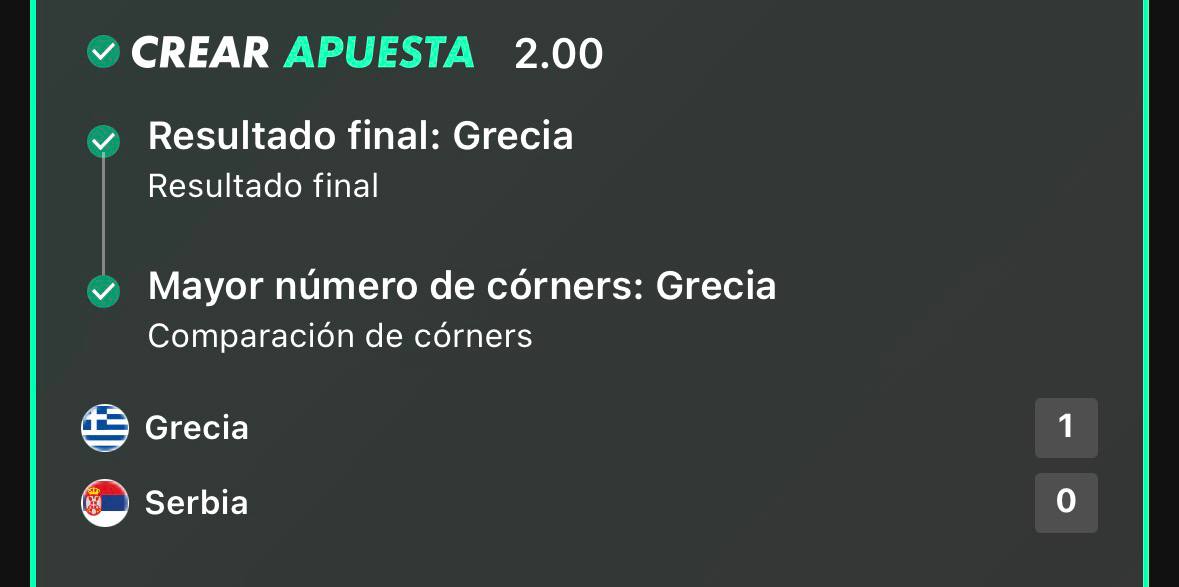 CREAR APUESTA 2.00
Resultado final: Grecia
Resultado final
Mayor número de córners: Grecia
Comparación de córners
Grecia 1
Serbia 0